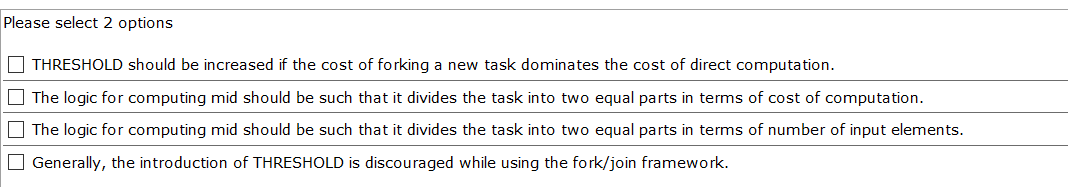 Please select 2 options
THRESHOLD should be increased if the cost of forking a new task dominates the cost of direct computation.
The logic for computing mid should be such that it divides the task into two equal parts in terms of cost of computation.
The logic for computing mid should be such that it divides the task into two equal parts in terms of number of input elements.
Generally, the introduction of THRESHOLD is discouraged while using the fork/join framework.